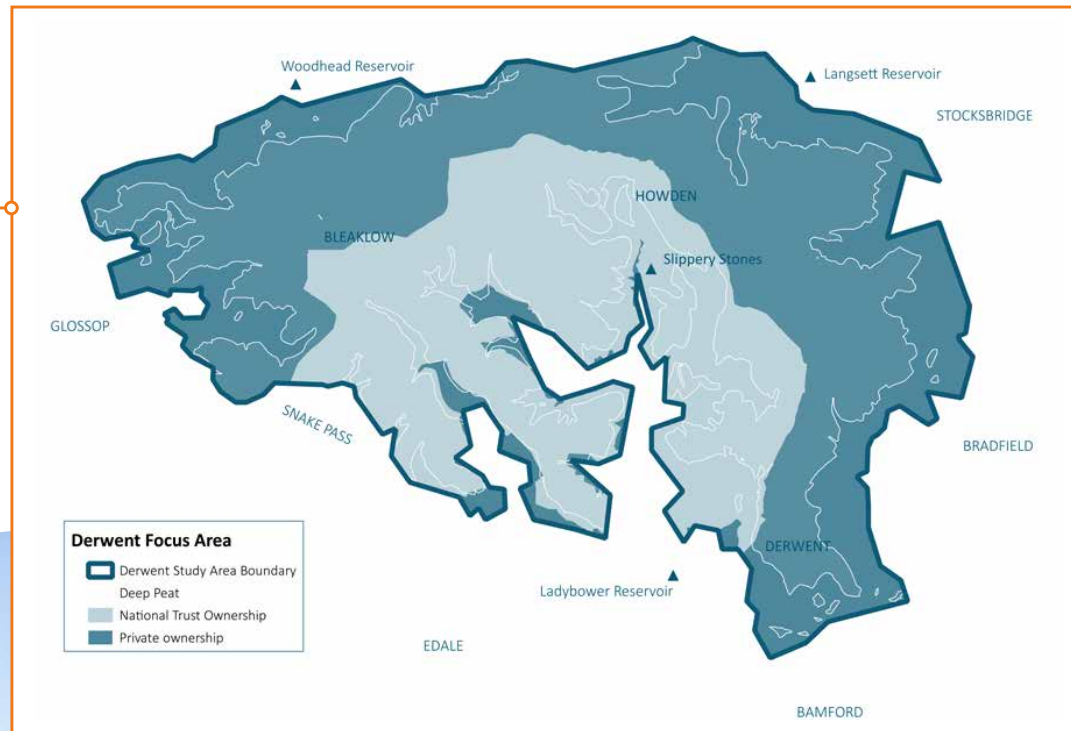 Woodhead Reservoir
Langsett Reservoir
STOCKSBRIDGE
HOWDEN
BLEAKLOW
Slippery Stones
GLOSSOP
SNAKE PASS
BRADFIELD
Derwent Focus Area
Derwent Study Area Boundary
Deep Peat
National Trust Ownership
Private ownership
DERWENT
Ladybower Reservoir
EDALE
BAMFORD